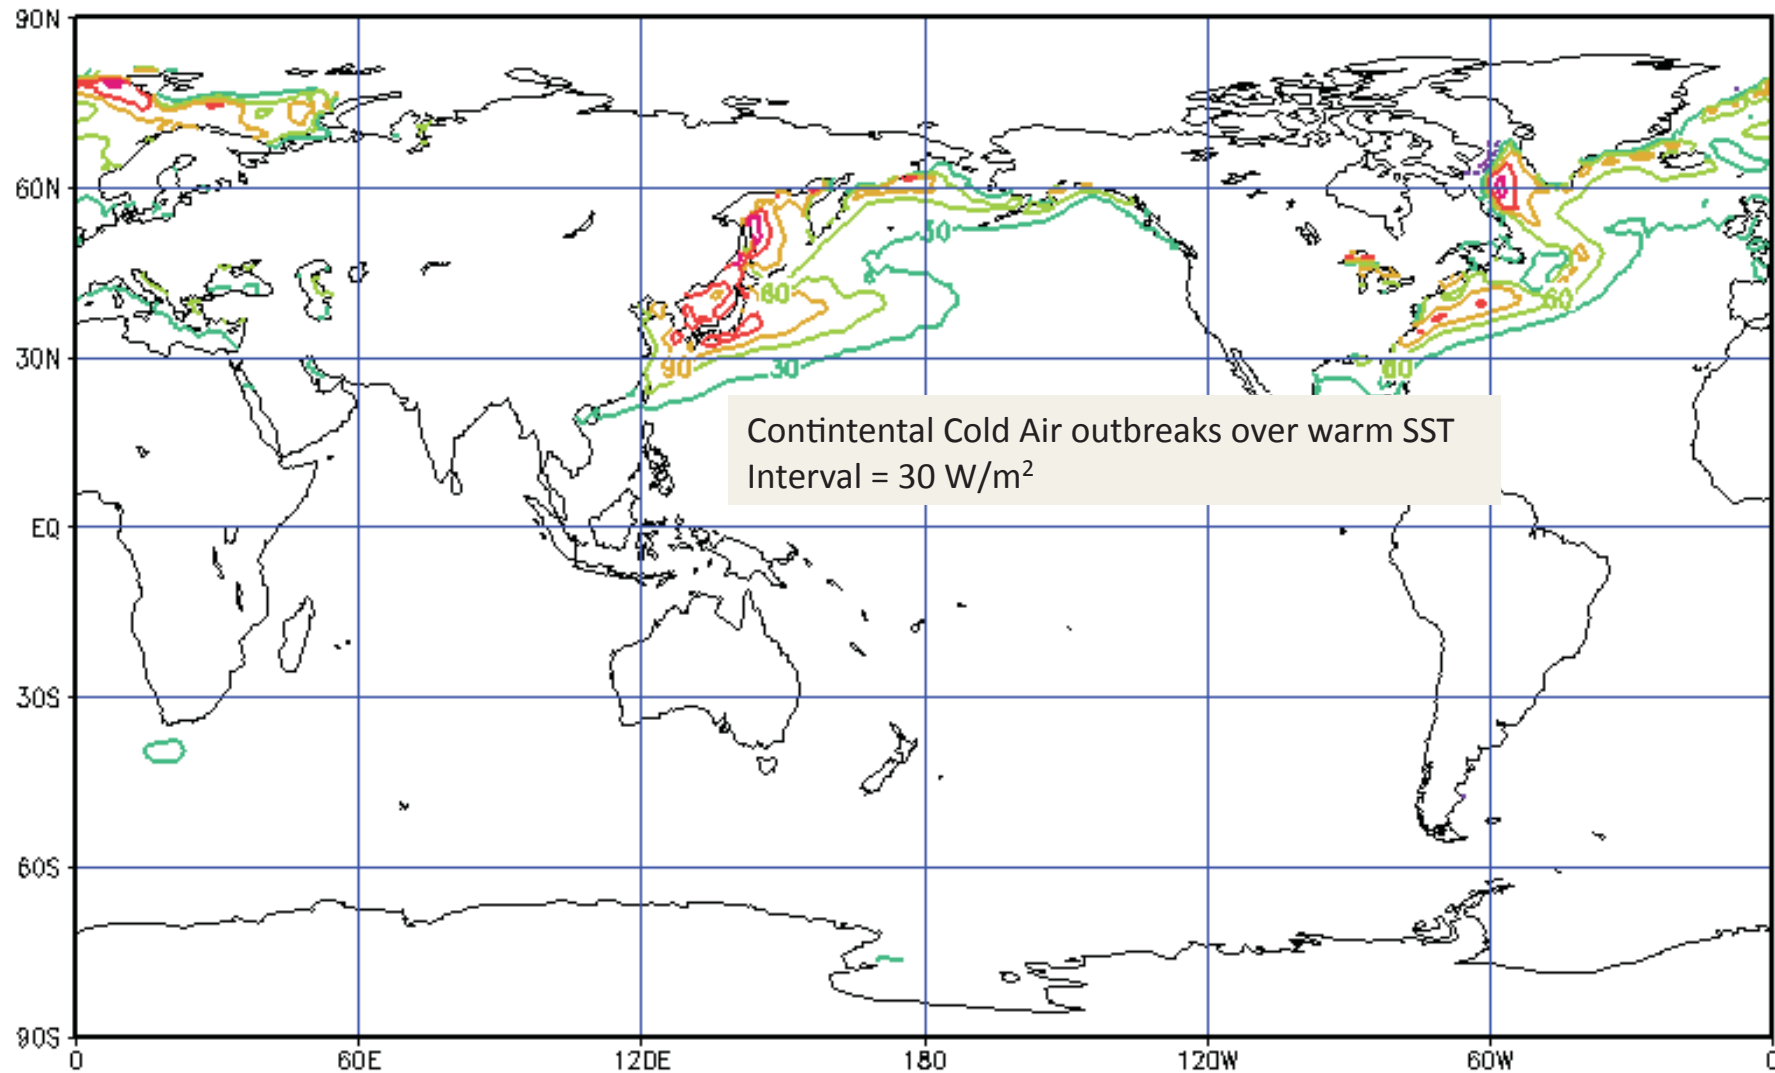 90N
60N
30
60
60
30N
90
30
60
Contintental Cold Air outbreaks over warm SST
Interval = 30 W/m²
EQ
30S
60S
90S
0 60E 120E 180 120W 60W 0